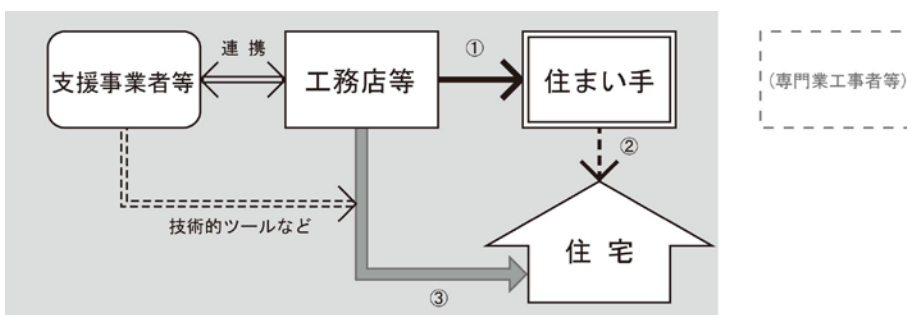 連 携
①
支援事業者等
工務店等
住まい手
(専門業工事者等)
②
技術的ツールなど
住 宅
③